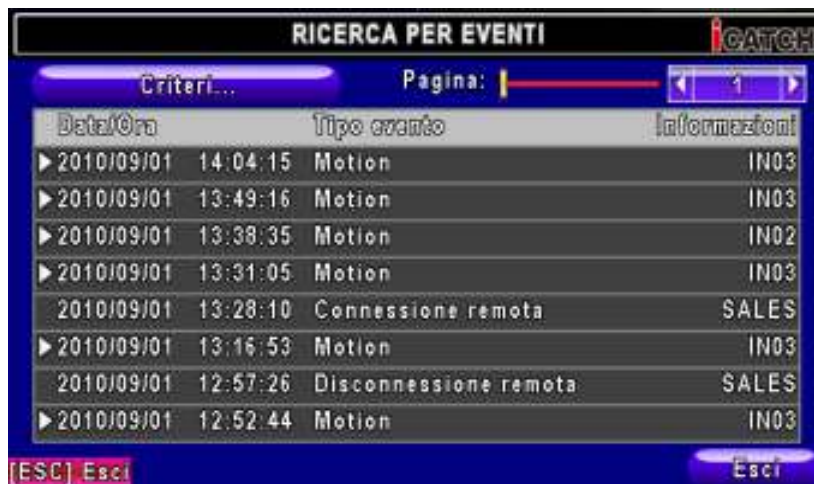 RICERCA PER EVENTI iCATCH
Criteri... Pagina: 1
Data/Ora Tipo evento Informazioni
2010/09/01 14:04:15 Motion IN03
2010/09/01 13:49:16 Motion IN03
2010/09/01 13:38:35 Motion IN02
2010/09/01 13:31:05 Motion IN03
2010/09/01 13:28:10 Connessione remota SALES
2010/09/01 13:16:53 Motion IN03
2010/09/01 12:57:26 Disconnessione remota SALES
2010/09/01 12:52:44 Motion IN03
[ESC] Esci Esci